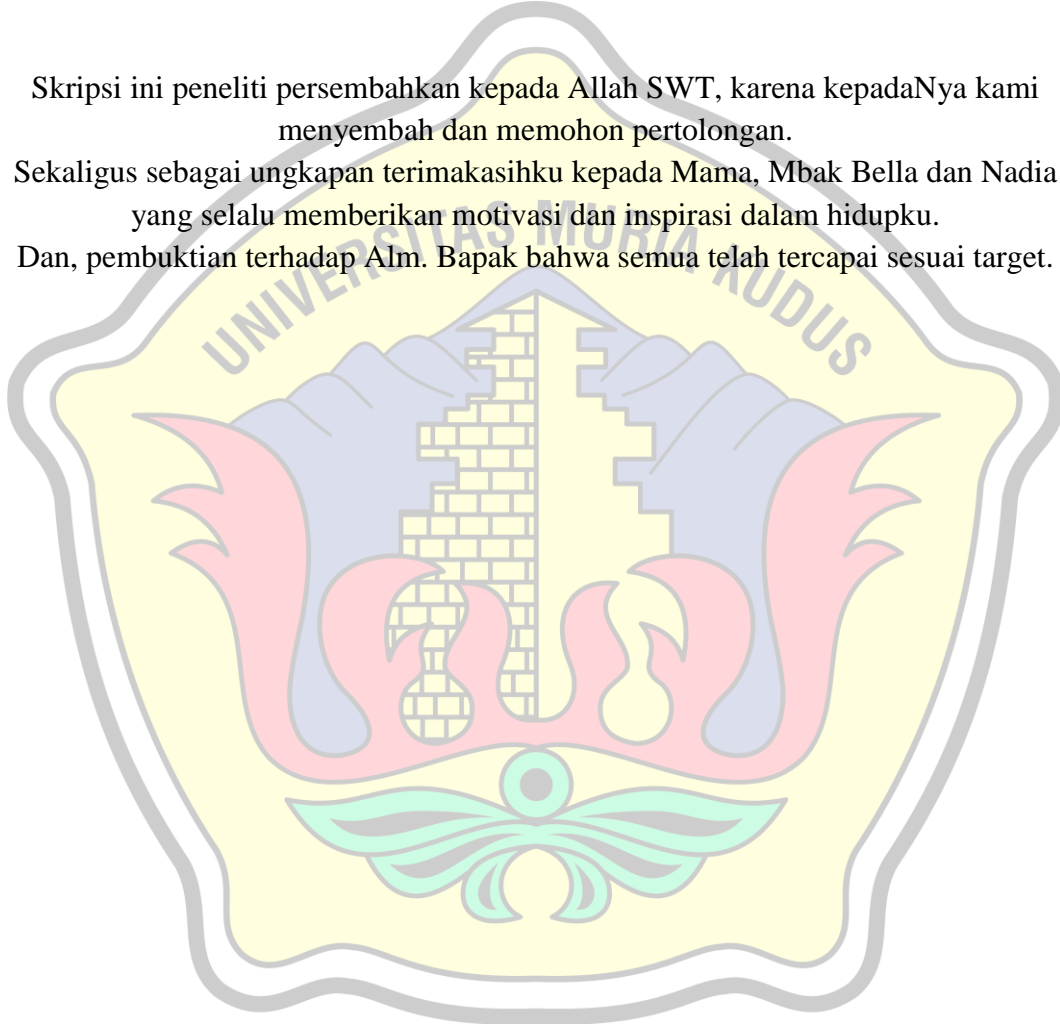 Skripsi ini peneliti persembahkan kepada Allah SWT, karena kepadaNya kami
menyembah dan memohon pertolongan.
Sekaligus sebagai ungkapan terimakasihku kepada Mama, Mbak Bella dan Nadia
yang selalu memberikan motivasi dan inspirasi dalam hidupku.
Dan, pembuktian terhadap Alm. Bapak bahwa semua telah tercapai sesuai target.
UNIVERSITAS MURIA KUDUS